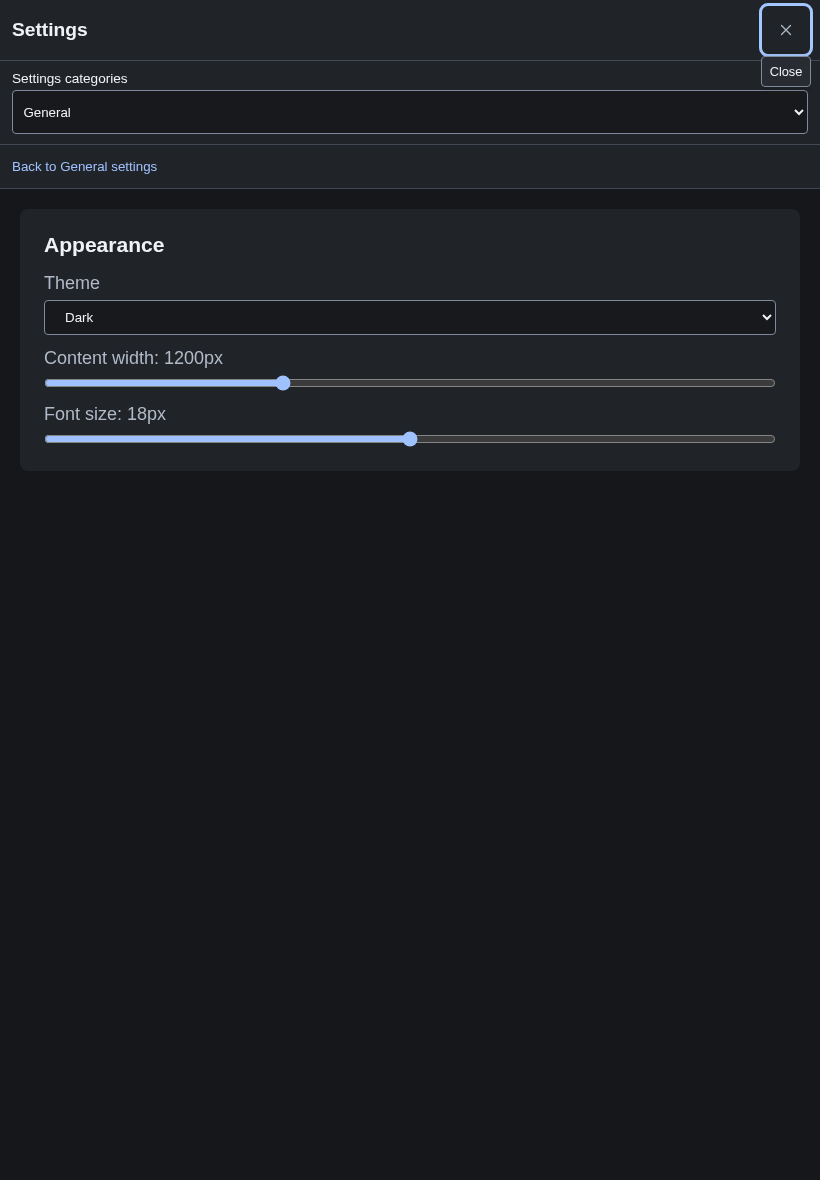 Settings
Close
Settings categories
General
Back to General settings
Appearance
Theme
Dark
Content width: 1200px
Font size: 18px